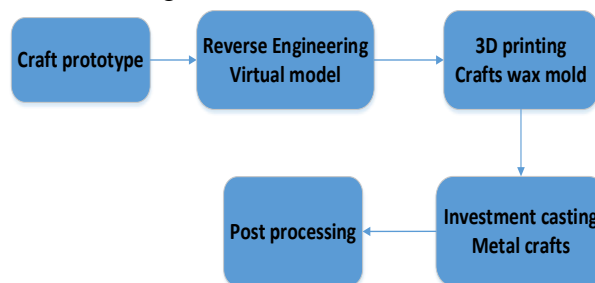 Craft prototype
Reverse Engineering
Virtual model
3D printing
Crafts wax mold
Investment casting
Metal crafts
Post processing